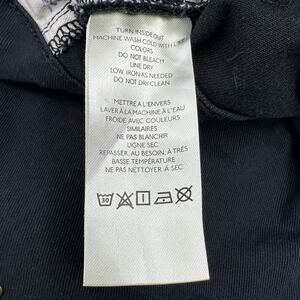 TURN INSIDE OUT
MACHINE WASH COLD WITH LIKE
COLORS
DO NOT BLEACH
LINE DRY
LOW IRON AS NEEDED
DO NOT DRY CLEAN
METTRE A L'ENVERS
LAVER À LA MACHINE À L'EAU
FROIDE AVEC COULEURS
SIMILAIRES
NE PAS BLANCHIR
LIGNE SEC
REPASSER, AU BESOIN, À TRÈS
BASSE TEMPÉRATURE
NE PAS NETTOYER À SEC
30